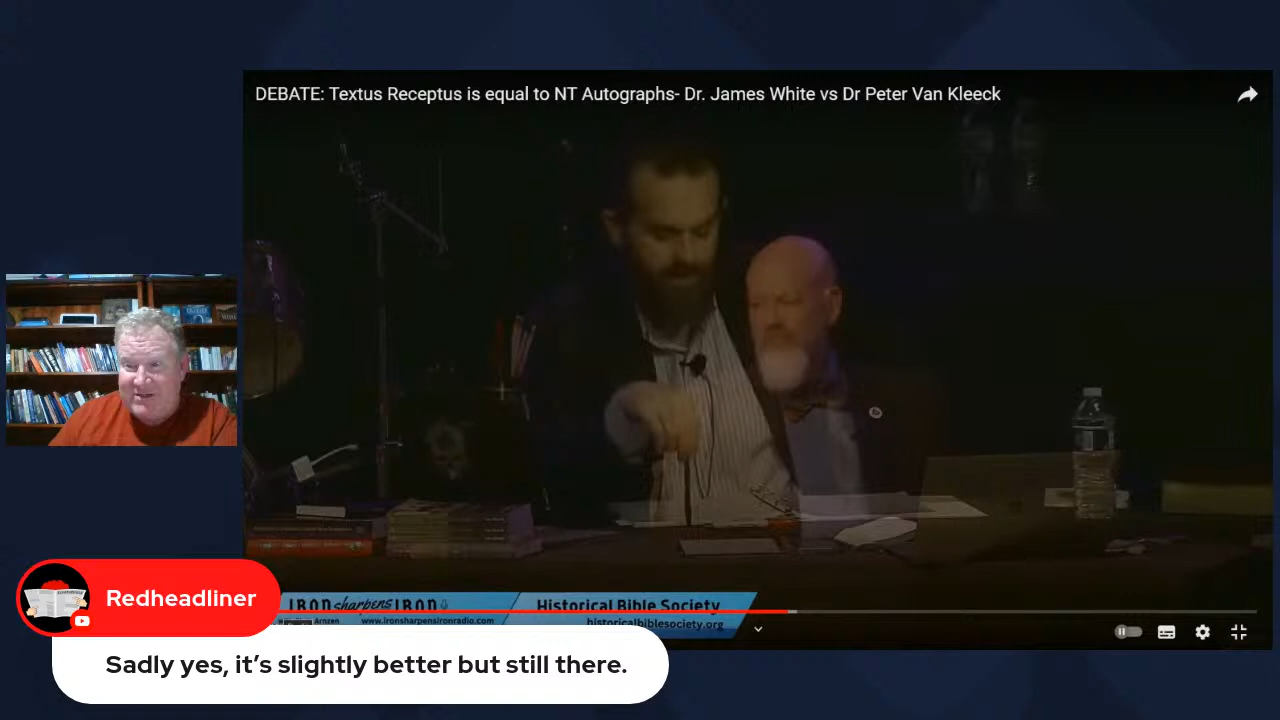 DEBATE: Textus Receptus is equal to NT Autographs- Dr. James White vs Dr Peter Van Kleeck
IRON sharpens IRON
Historical Bible Society
Arnzen
www.ironsharpensironradio.com
historicalbiblesociety.org
Redheadliner
Sadly yes, it’s slightly better but still there.